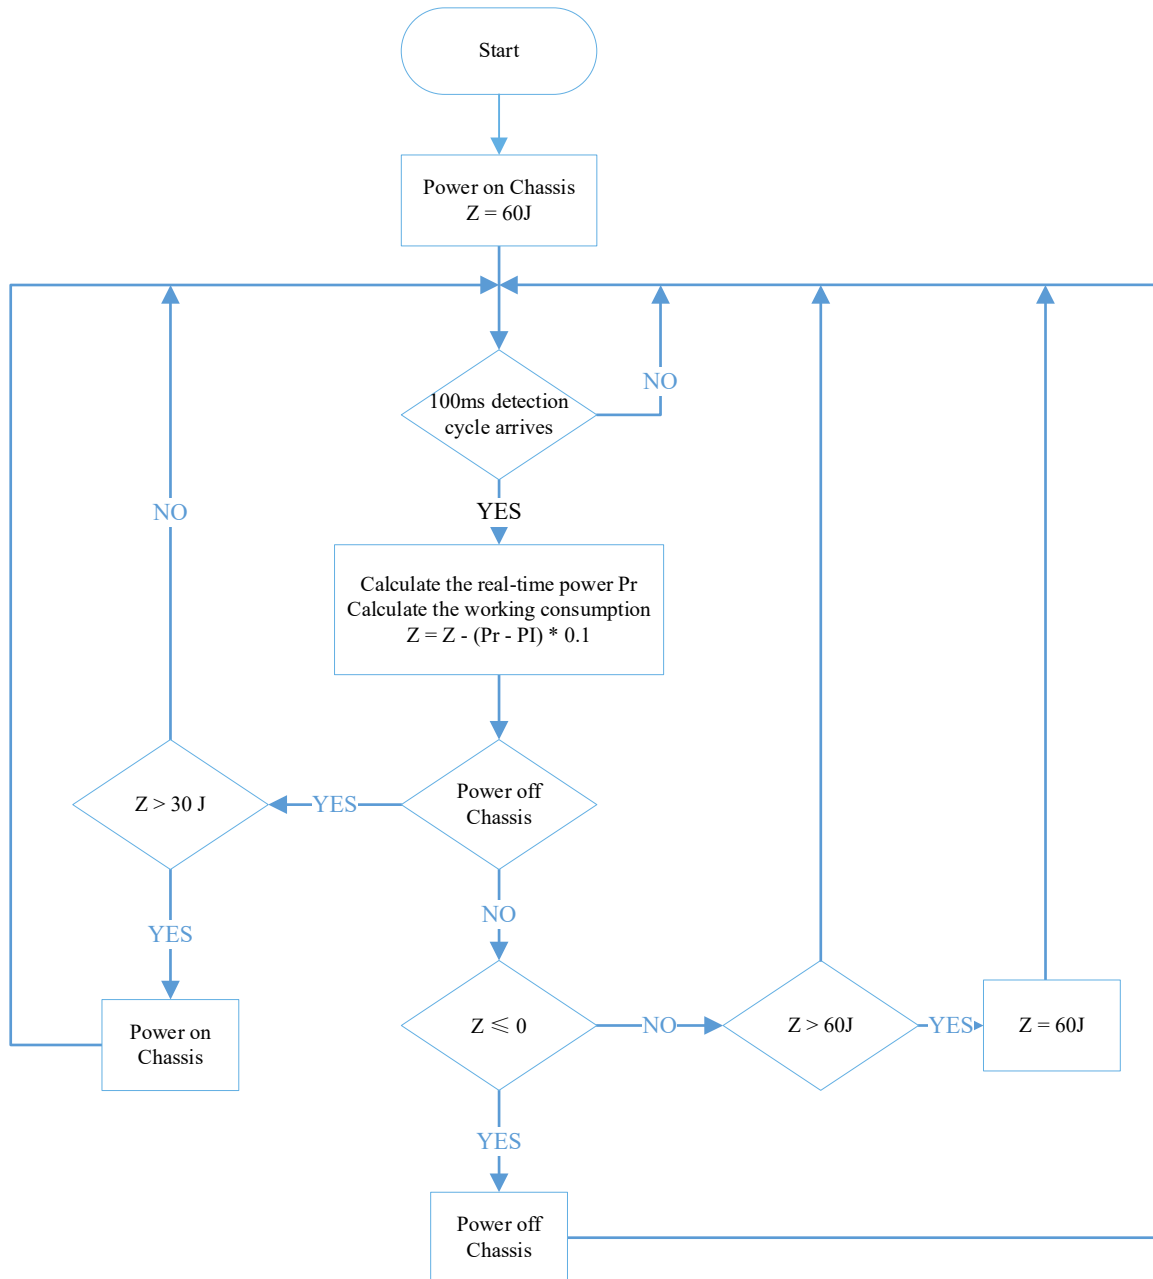 Start
Power on Chassis
Z = 60J
100ms detection
cycle arrives
NO
YES
NO
Calculate the real-time power Pr
Calculate the working consumption
Z = Z - (Pr - PI) * 0.1
Z > 30 J
YES
Power off
Chassis
NO
YES
Power on
Chassis
Z ⩽ 0
NO
Z > 60J
YES
Z = 60J
YES
Power off
Chassis